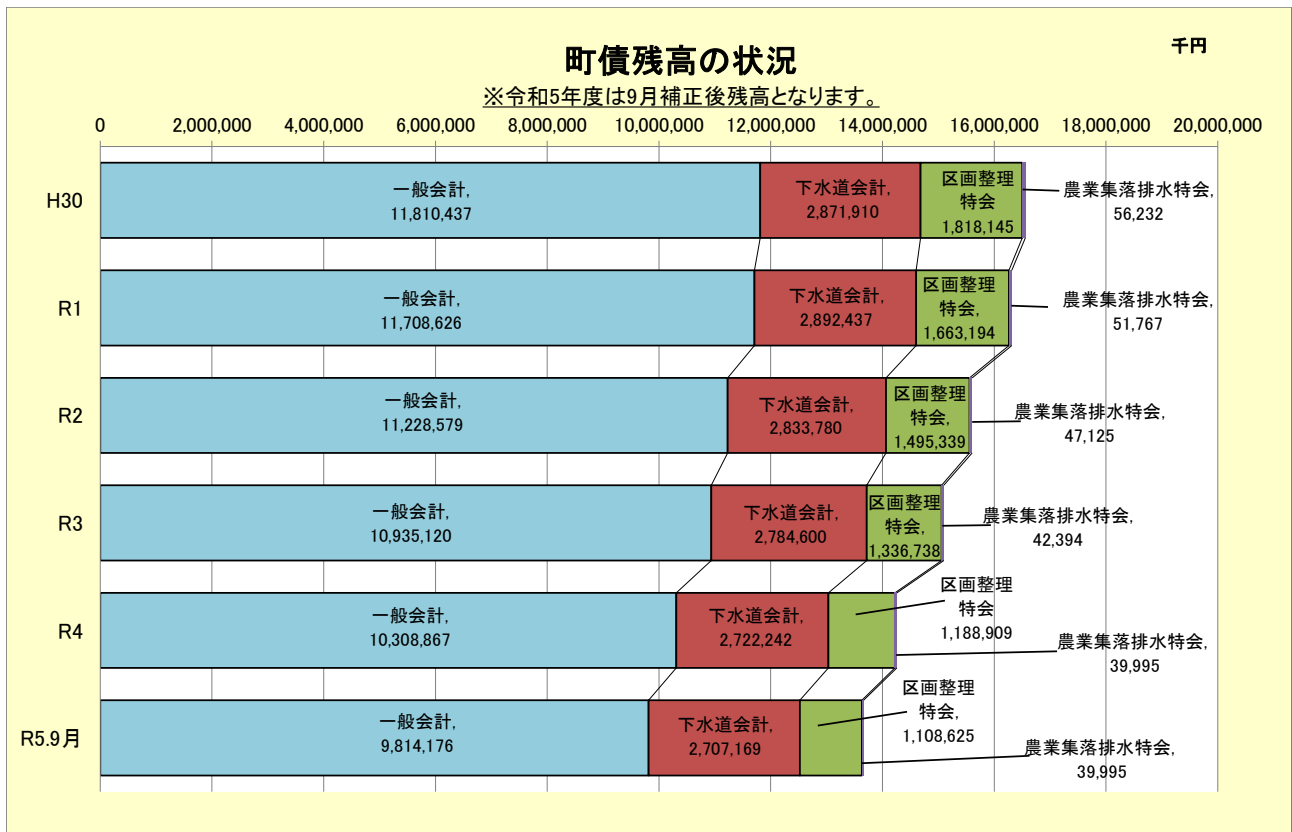 町債残高の状況
千円
※令和5年度は9月補正後残高となります。
0 2,000,000 4,000,000 6,000,000 8,000,000 10,000,000 12,000,000 14,000,000 16,000,000 18,000,000 20,000,000
H30
一般会計,
11,810,437
下水道会計,
2,871,910
区画整理
特会
1,818,145
農業集落排水特会,
56,232
R1
一般会計,
11,708,626
下水道会計,
2,892,437
区画整理
特会,
1,663,194
農業集落排水特会,
51,767
R2
一般会計,
11,228,579
下水道会計,
2,833,780
区画整理
特会,
1,495,339
農業集落排水特会,
47,125
R3
一般会計,
10,935,120
下水道会計,
2,784,600
区画整理
特会,
1,336,738
農業集落排水特会,
42,394
R4
一般会計,
10,308,867
下水道会計,
2,722,242
区画整理
特会
1,188,909
農業集落排水特会,
39,995
R5.9月
一般会計,
9,814,176
下水道会計,
2,707,169
区画整理
特会,
1,108,625
農業集落排水特会,
39,995